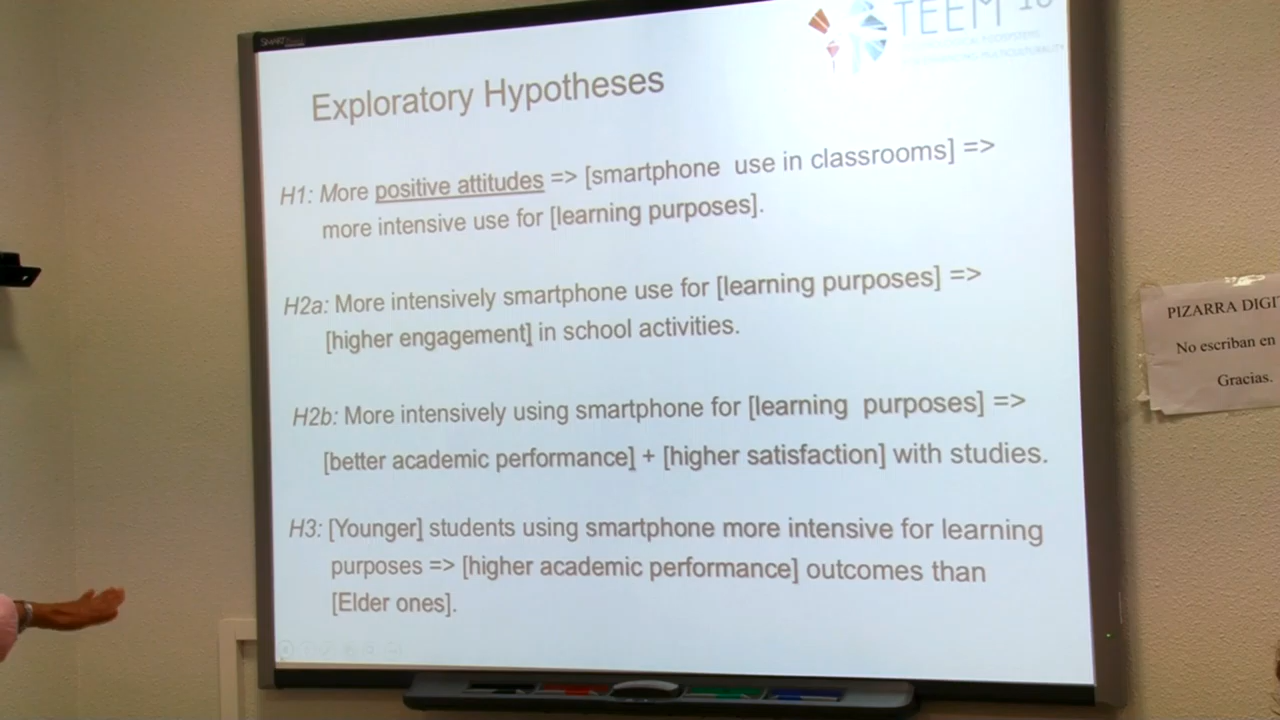 SMART
TEEM
Exploratory Hypotheses
H1: More positive attitudes => [smartphone use in classrooms] =>
more intensive use for [learning purposes].
H2a: More intensively smartphone use for [learning purposes] =>
[higher engagement] in school activities.
H2b: More intensively using smartphone for [learning purposes] =>
[better academic performance] + [higher satisfaction] with studies.
H3: [Younger] students using smartphone more intensive for learning
purposes => [higher academic performance] outcomes than
[Elder ones].
PIZARRA DIGI
No escriban en
Gracias.